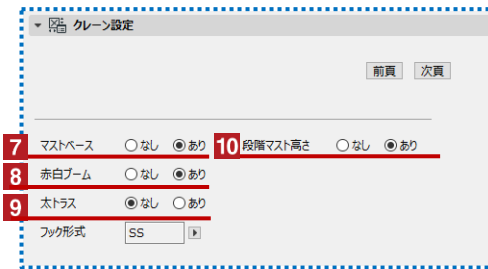 クレーン設定
前頁 次頁
7 マストベース なし あり 10 段階マスト高さ なし あり
8 赤白ブーム なし あり
9 太トラス なし あり
フック形式 SS